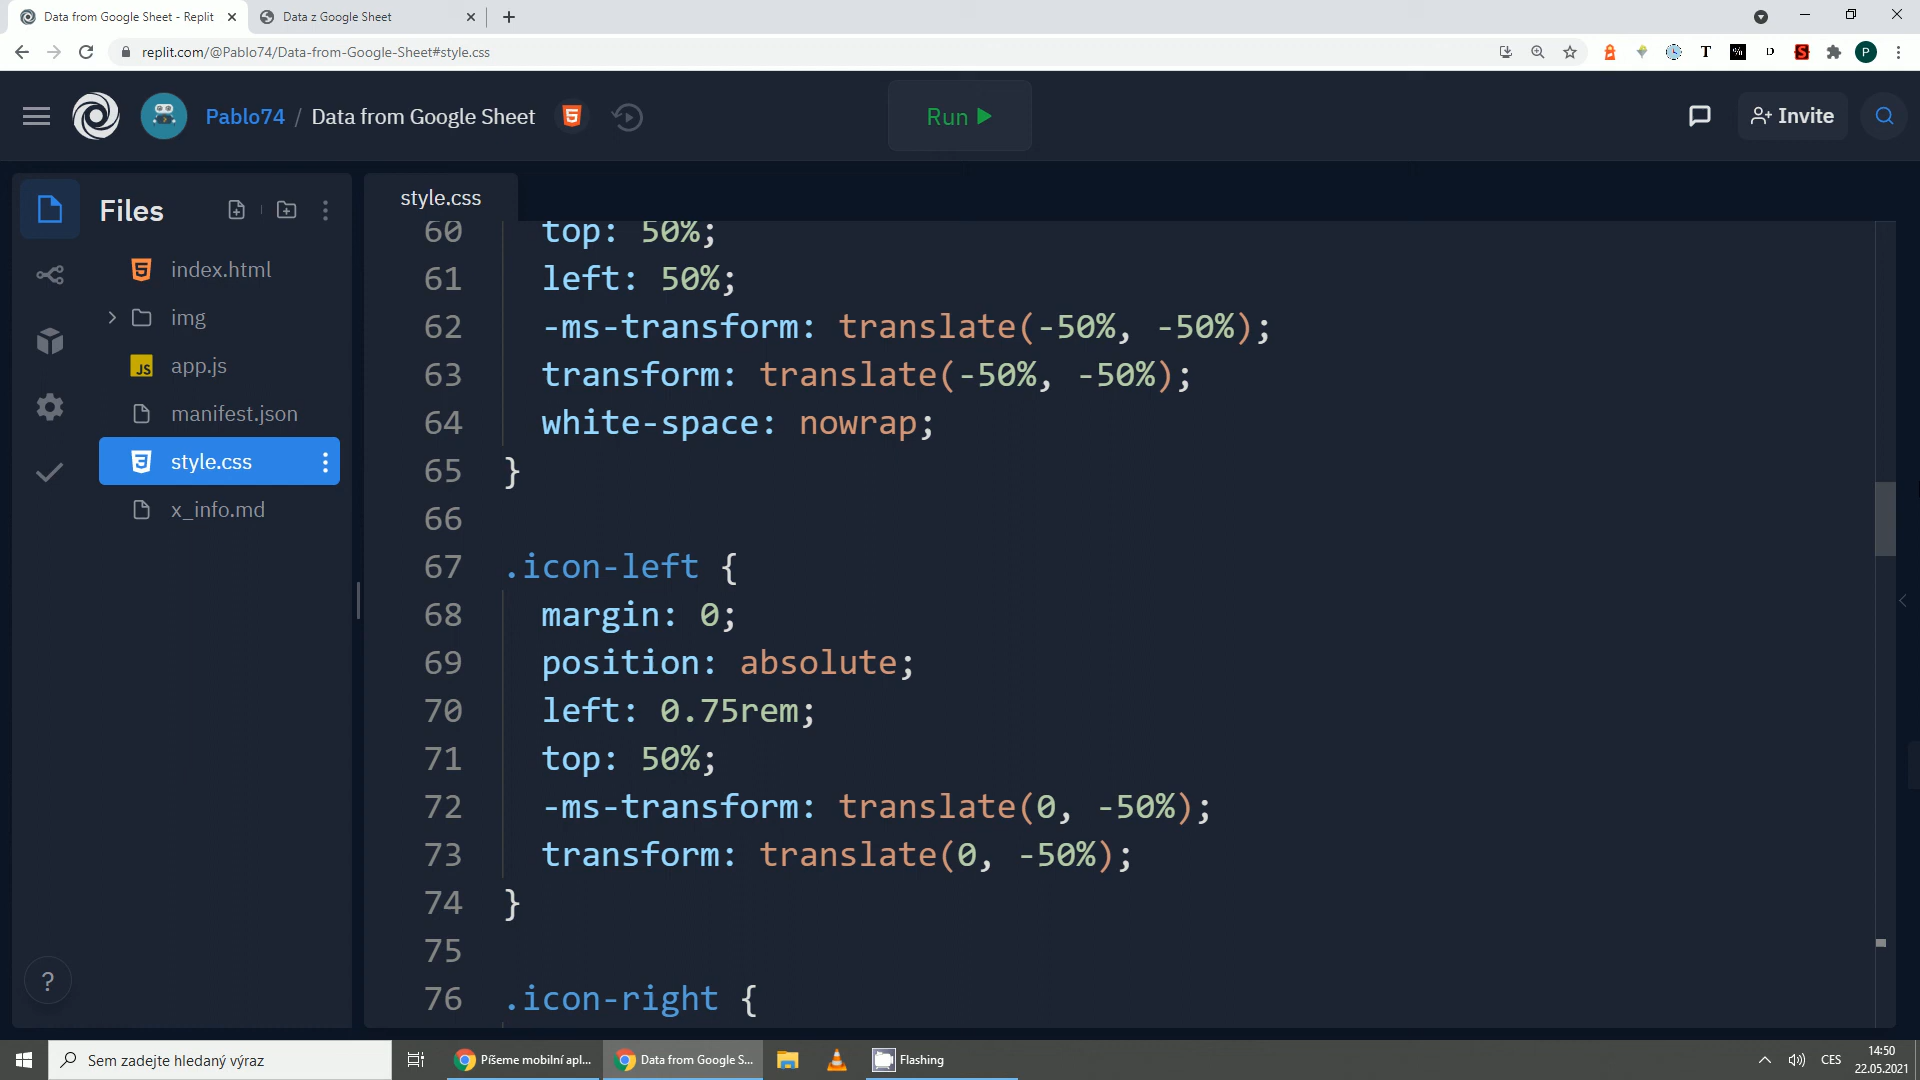 Data from Google Sheet - Replit
Data z Google Sheet
replit.com/@Pablo74/Data-from-Google-Sheet#style.css
Pablo74 / Data from Google Sheet
Run
Invite
Files
style.css
index.html
img
app.js
manifest.json
style.css
x_info.md
60 top: 50%;
61 left: 50%;
62 -ms-transform: translate(-50%, -50%);
63 transform: translate(-50%, -50%);
64 white-space: nowrap;
65 }
66
67 .icon-left {
68 margin: 0;
69 position: absolute;
70 left: 0.75rem;
71 top: 50%;
72 -ms-transform: translate(0, -50%);
73 transform: translate(0, -50%);
74 }
75
76 .icon-right {
?
Sem zadejte hledaný výraz
Píšeme mobilní apl...
Data from Google S...
Flashing
CES
14:50
22.05.2021